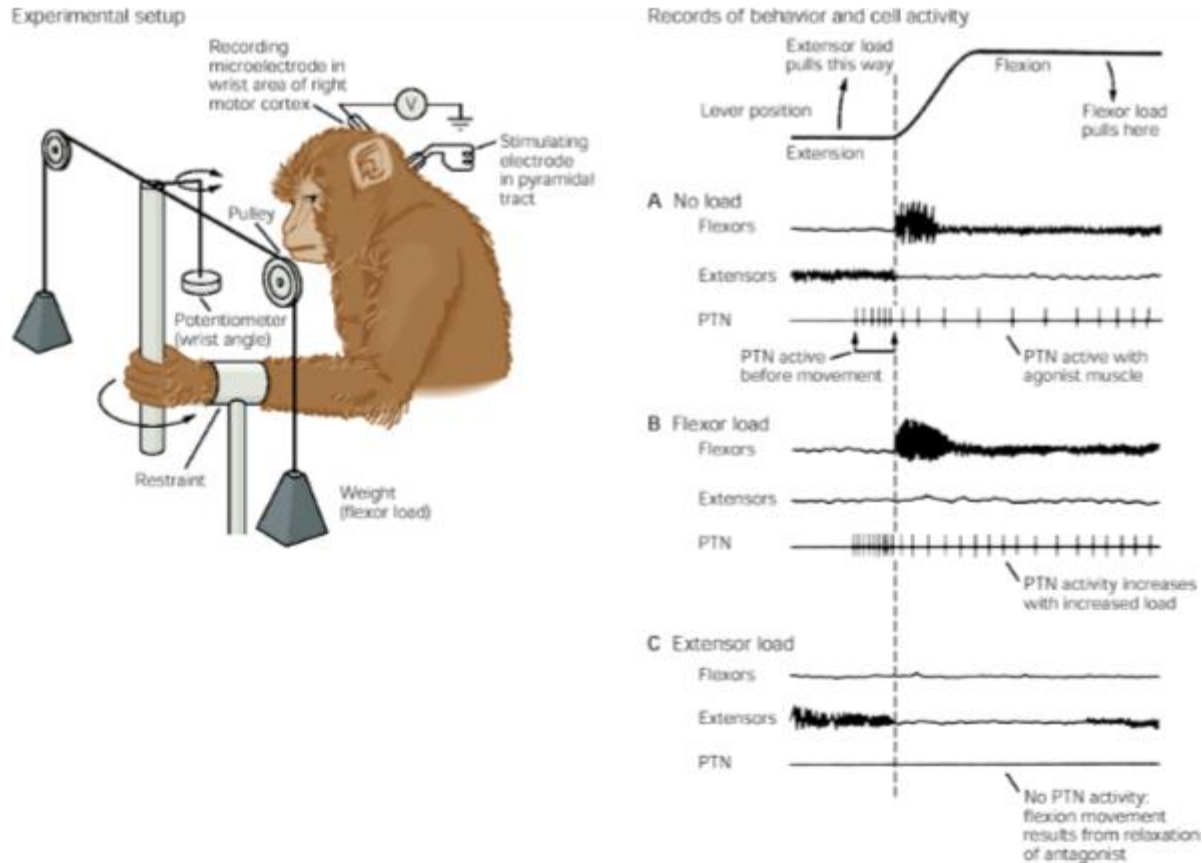 Experimental setup
Recording
microelectrode in
wrist area of right
motor cortex
V
Stimulating
electrode
in pyramidal
tract
Pulley
Potentiometer
(wrist angle)
Restraint
Weight
(flexor load)
Records of behavior and cell activity
Extensor load
pulls this way
Flexion
Lever position
Flexor load
pulls here
Extension
A No load
Flexors
Extensors
PTN
PTN active
before movement
PTN active with
agonist muscle
B Flexor load
Flexors
Extensors
PTN
PTN activity increases
with increased load
C Extensor load
Flexors
Extensors
PTN
No PTN activity:
flexion movement
results from relaxation
of antagonist